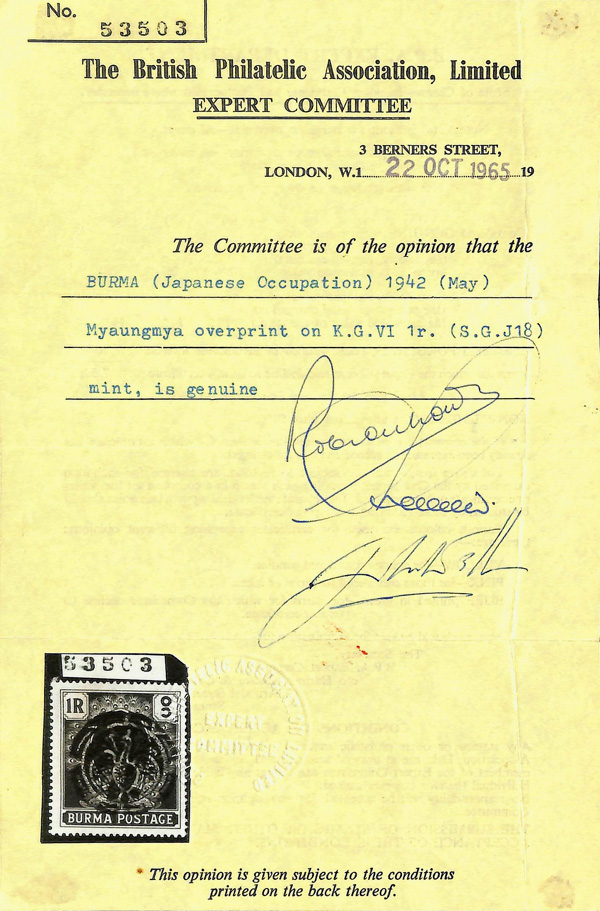 No. 53503
The British Philatelic Association, Limited
EXPERT COMMITTEE
3 BERNERS STREET,
LONDON, W.1 22 OCT 1965 19
The Committee is of the opinion that the
BURMA (Japanese Occupation) 1942 (May)
Myaungmya overprint on K.G.VI 1r. (S.G.J18)
mint, is genuine
53503
1R
BURMA POSTAGE
EXPERT
COMMITTEE
This opinion is given subject to the conditions
printed on the back thereof.